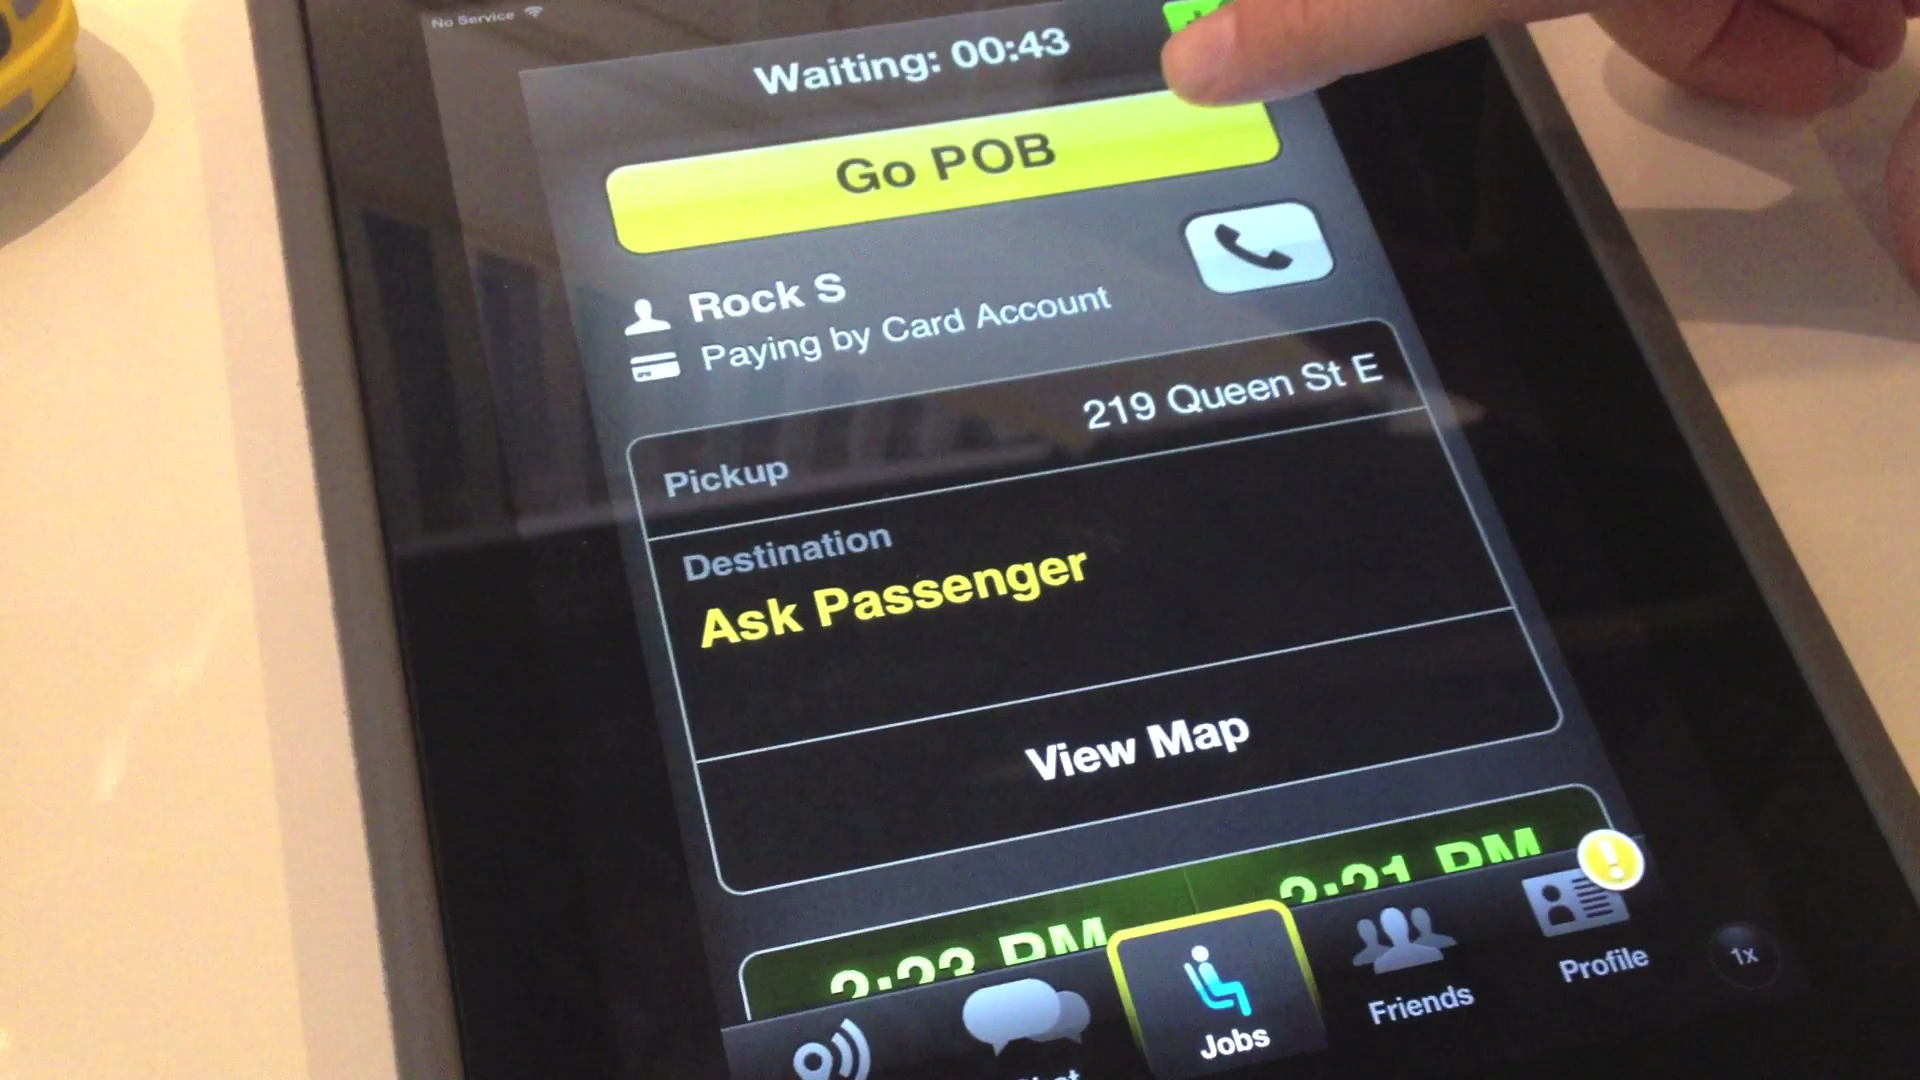 No Service
Waiting: 00:43
Go POB
Rock S
Paying by Card Account
Pickup
219 Queen St E
Destination
Ask Passenger
View Map
2:23 PM
2:21 PM
Jobs
Friends
Profile
1x